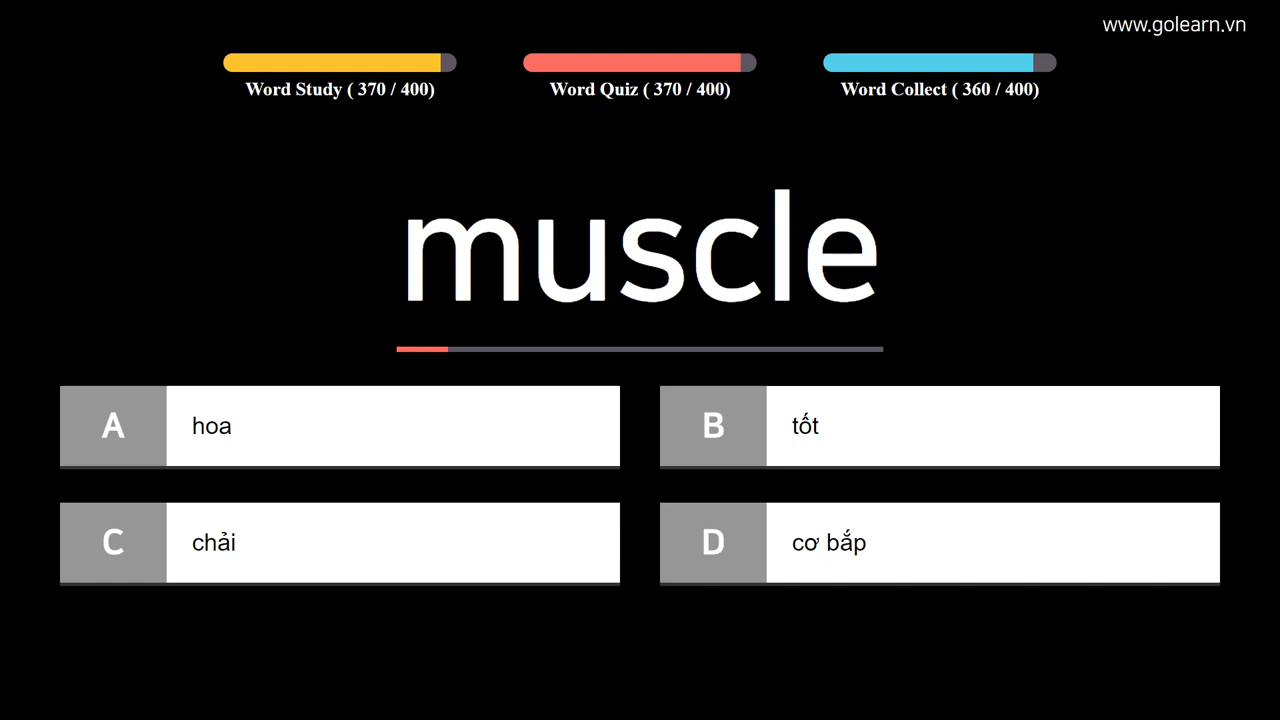 www.golearn.vn
Word Study ( 370 / 400)
Word Quiz ( 370 / 400)
Word Collect ( 360 / 400)
muscle
A hoa
B tốt
C chải
D cơ bắp